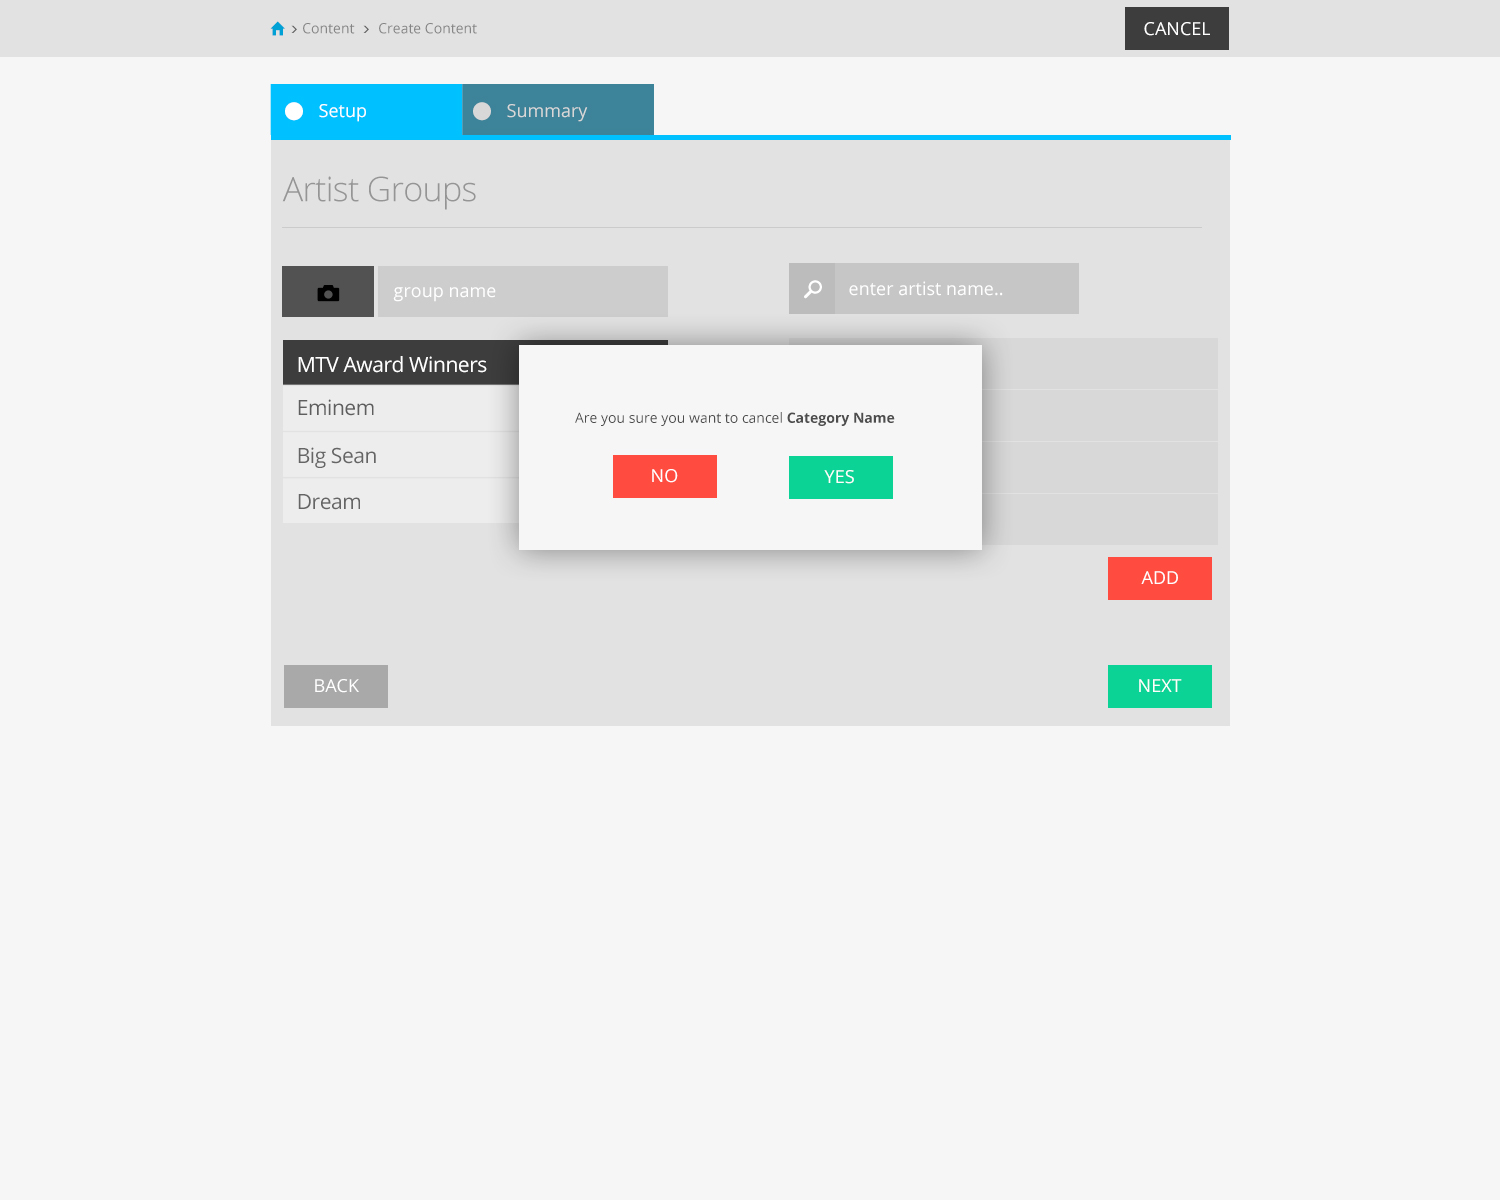 Content
Create Content
CANCEL
Setup
Summary
Artist Groups
group name
enter artist name..
MTV Award Winners
Eminem
Big Sean
Dream
Are you sure you want to cancel Category Name
NO
YES
ADD
BACK
NEXT